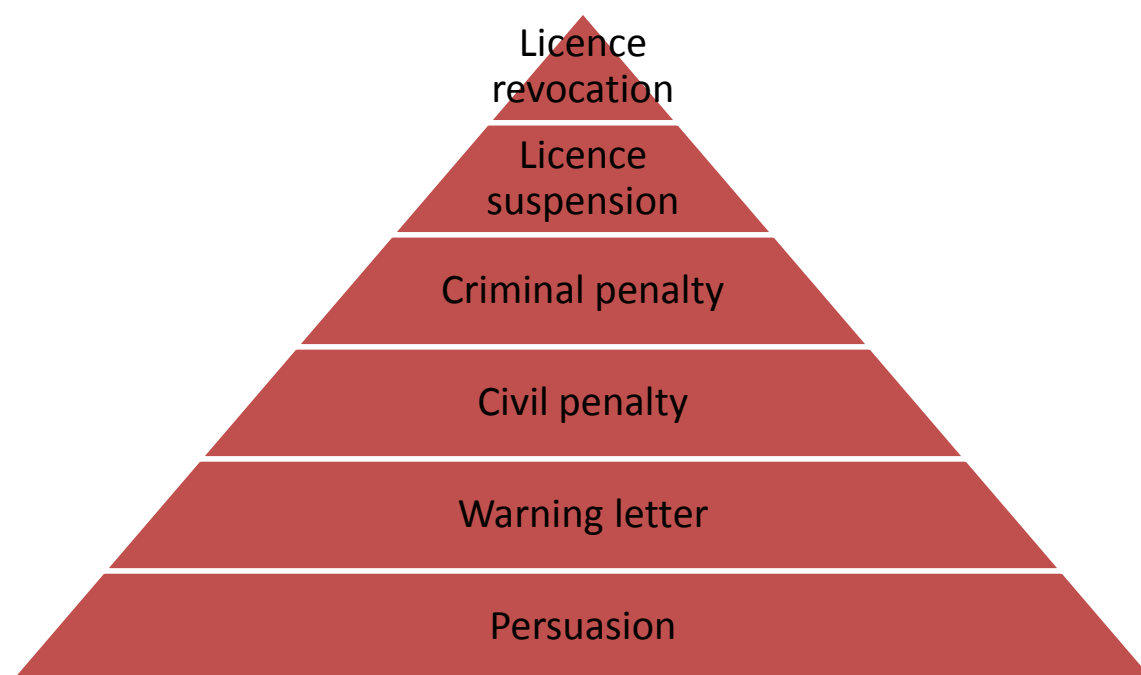 Licence
revocation
Licence
suspension
Criminal penalty
Civil penalty
Warning letter
Persuasion